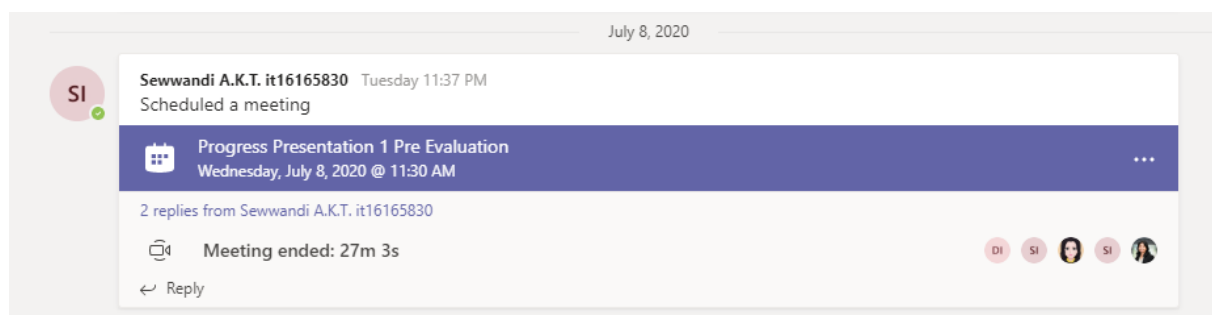 July 8, 2020
SI
Sewwandi A.K.T. it16165830 Tuesday 11:37 PM
Scheduled a meeting
Progress Presentation 1 Pre Evaluation
Wednesday, July 8, 2020 @ 11:30 AM
...
2 replies from Sewwandi A.K.T. it16165830
Meeting ended: 27m 3s
DI SI SI
Reply